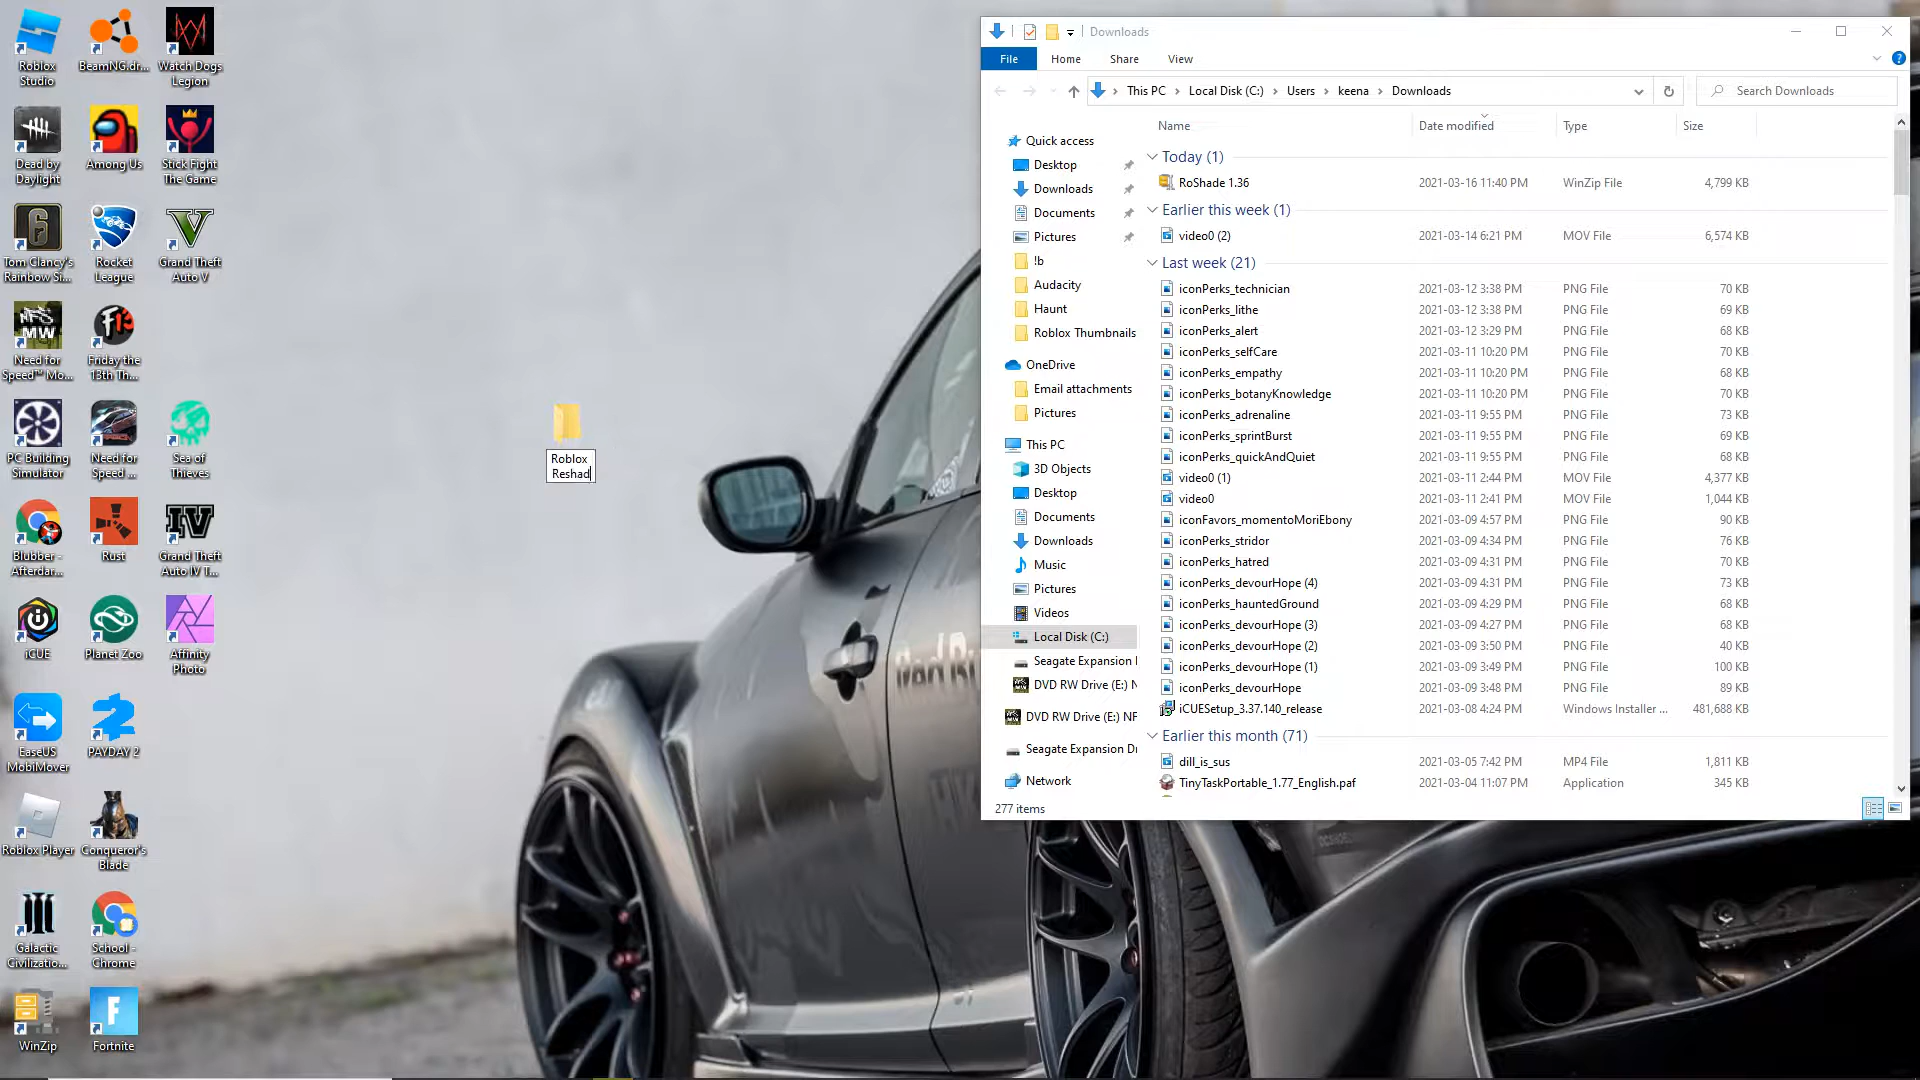 Roblox
Studio
BeamNG.dr...
Watch Dogs
Legion
Dead by
Daylight
Among Us
Stick Fight
The Game
Tom Clancy's
Rainbow Si...
Rocket
League
Grand Theft
Auto V
Need for
Speed™ Mo...
Friday the
13th Th...
PC Building
Simulator
Need for
Speed ...
Sea of
Thieves
Blubber -
Afterdar...
Rust
Grand Theft
Auto IV T...
iCUE
Planet Zoo
Affinity
Photo
EaseUS
MobiMover
PAYDAY 2
Roblox Player
Conqueror's
Blade
Galactic
Civilizatio...
School -
Chrome
WinZip
Fortnite
Roblox
Reshad
Downloads
File Home Share View
This PC Local Disk (C:) Users keena Downloads
Search Downloads
Quick access
Desktop
Downloads
Documents
Pictures
!b
Audacity
Haunt
Roblox Thumbnails
OneDrive
Email attachments
Pictures
This PC
3D Objects
Desktop
Documents
Downloads
Music
Pictures
Videos
Local Disk (C:)
Seagate Expansion
DVD RW Drive (E:) N
DVD RW Drive (E:) NF
Seagate Expansion Dr
Network
Name Date modified Type Size
Today (1)
RoShade 1.36 2021-03-16 11:40 PM WinZip File 4,799 KB
Earlier this week (1)
video0 (2) 2021-03-14 6:21 PM MOV File 6,574 KB
Last week (21)
iconPerks_technician 2021-03-12 3:38 PM PNG File 70 KB
iconPerks_lithe 2021-03-12 3:38 PM PNG File 69 KB
iconPerks_alert 2021-03-12 3:29 PM PNG File 68 KB
iconPerks_selfCare 2021-03-11 10:20 PM PNG File 70 KB
iconPerks_empathy 2021-03-11 10:20 PM PNG File 68 KB
iconPerks_botanyKnowledge 2021-03-11 10:20 PM PNG File 70 KB
iconPerks_adrenaline 2021-03-11 9:55 PM PNG File 73 KB
iconPerks_sprintBurst 2021-03-11 9:55 PM PNG File 69 KB
iconPerks_quickAndQuiet 2021-03-11 9:55 PM PNG File 68 KB
video0 (1) 2021-03-11 2:44 PM MOV File 4,377 KB
video0 2021-03-11 2:41 PM MOV File 1,044 KB
iconFavors_momentoMoriEbony 2021-03-09 4:57 PM PNG File 90 KB
iconPerks_stridor 2021-03-09 4:34 PM PNG File 76 KB
iconPerks_hatred 2021-03-09 4:31 PM PNG File 70 KB
iconPerks_devourHope (4) 2021-03-09 4:31 PM PNG File 73 KB
iconPerks_hauntedGround 2021-03-09 4:29 PM PNG File 68 KB
iconPerks_devourHope (3) 2021-03-09 4:27 PM PNG File 68 KB
iconPerks_devourHope (2) 2021-03-09 3:50 PM PNG File 40 KB
iconPerks_devourHope (1) 2021-03-09 3:49 PM PNG File 100 KB
iconPerks_devourHope 2021-03-09 3:48 PM PNG File 89 KB
iCUESetup_3.37.140_release 2021-03-08 4:24 PM Windows Installer ... 481,688 KB
Earlier this month (71)
dill_is_sus 2021-03-05 7:42 PM MP4 File 1,811 KB
TinyTaskPortable_1.77_English.paf 2021-03-04 11:07 PM Application 345 KB
277 items